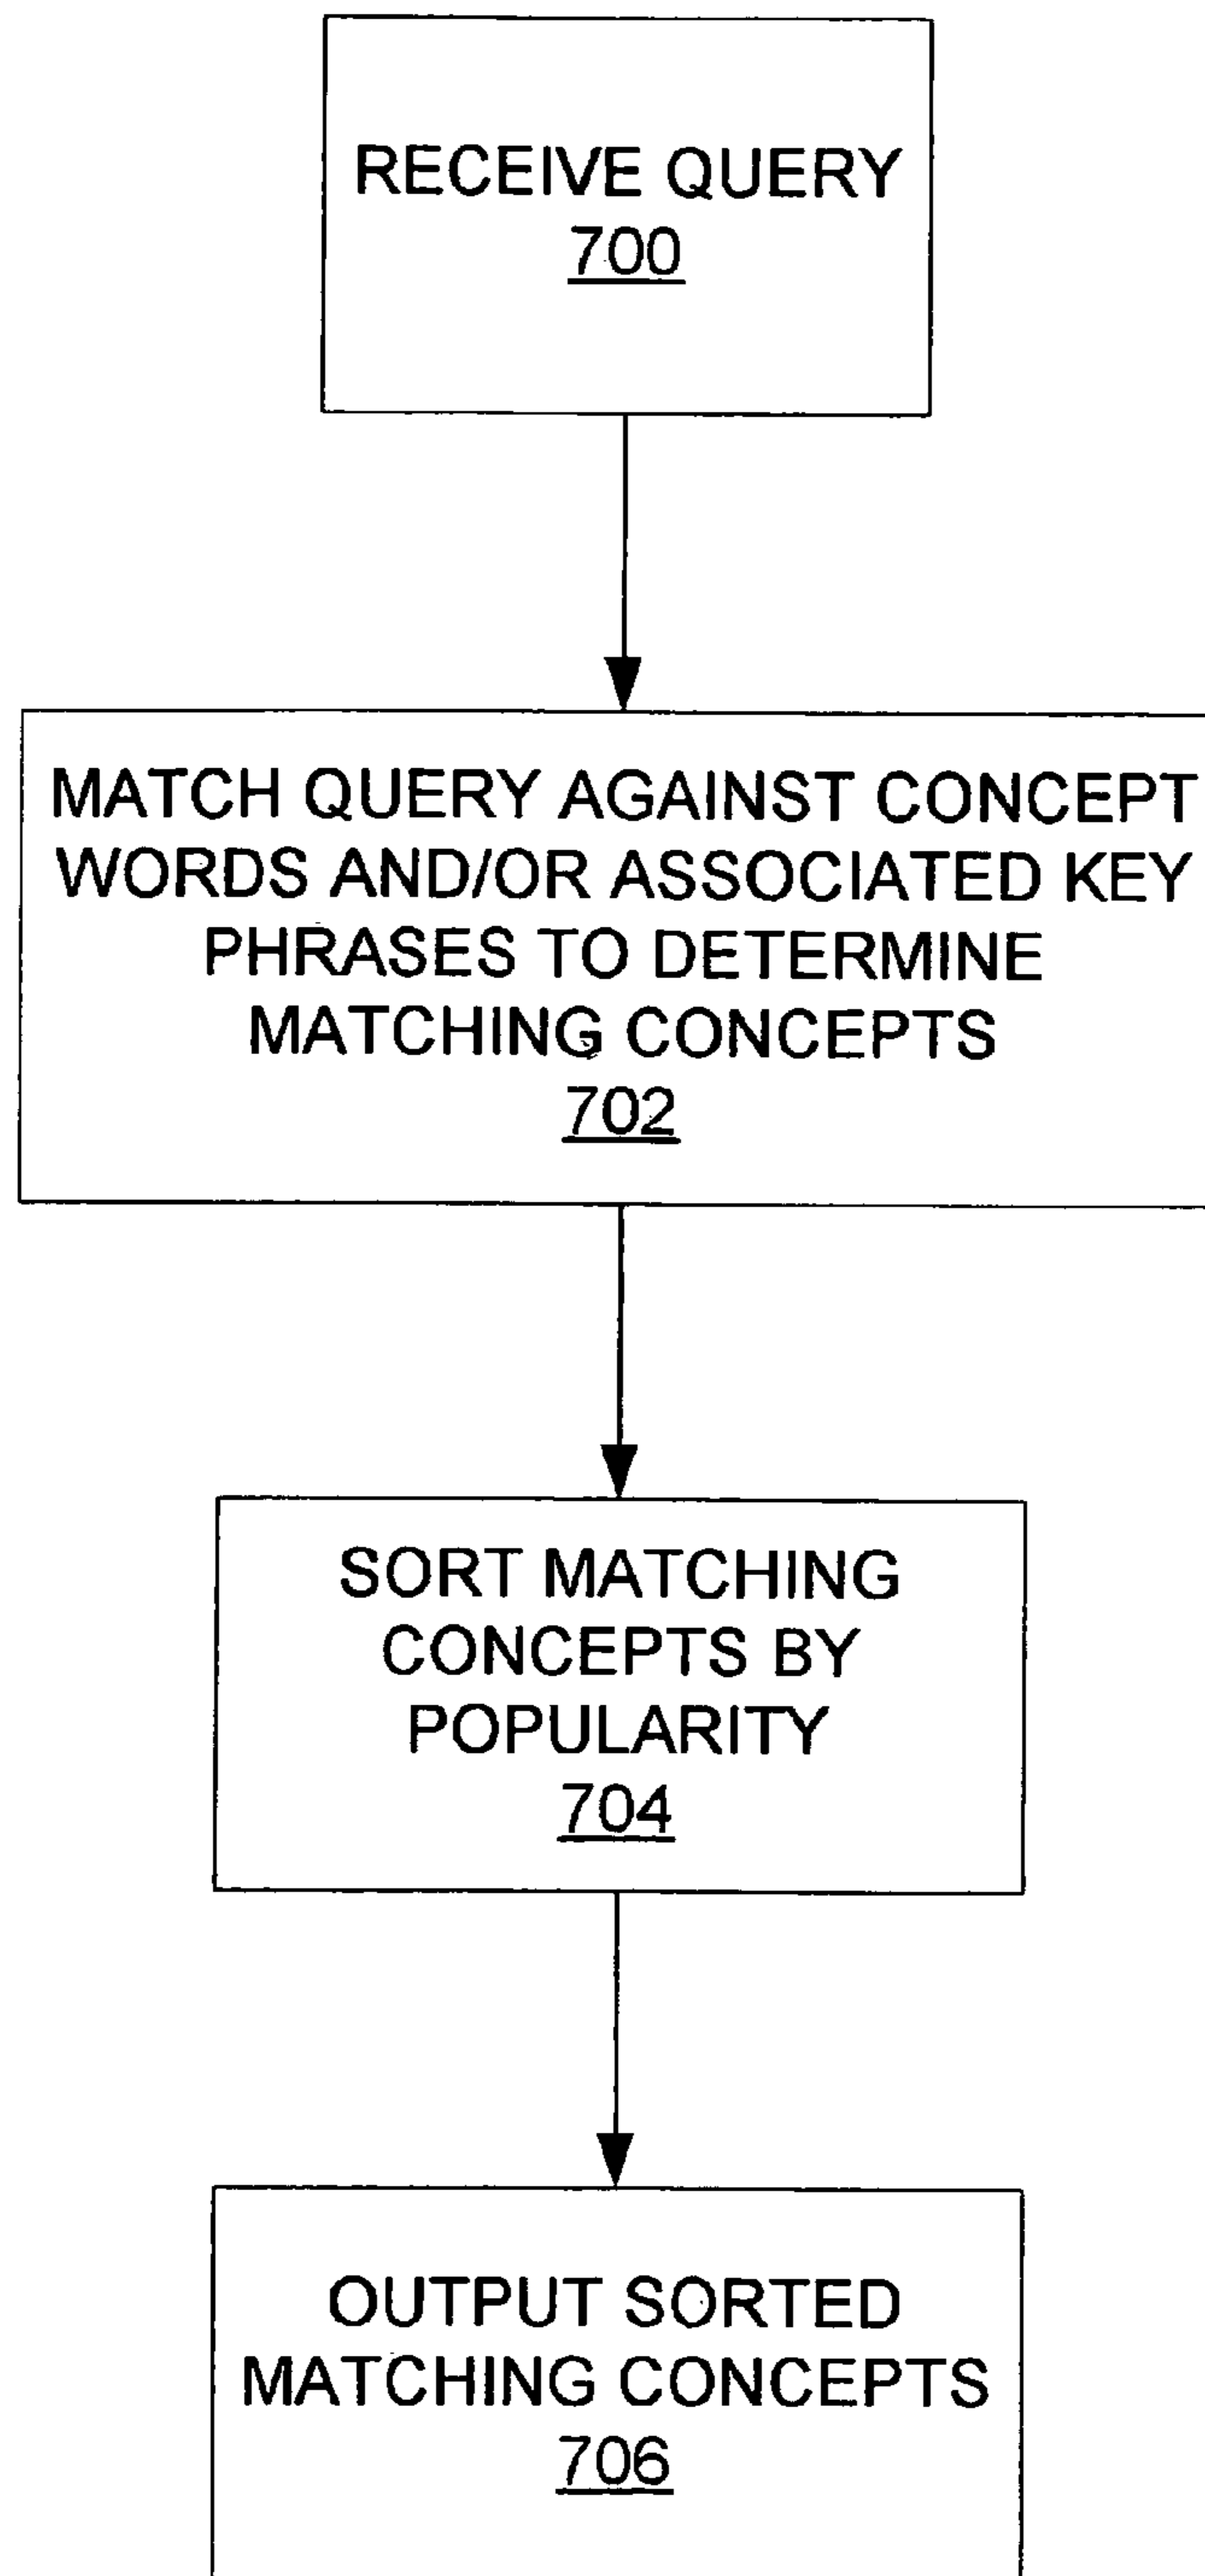 RECEIVE QUERY
700
MATCH QUERY AGAINST CONCEPT
WORDS AND/OR ASSOCIATED KEY
PHRASES TO DETERMINE
MATCHING CONCEPTS
702
SORT MATCHING
CONCEPTS BY
POPULARITY
704
OUTPUT SORTED
MATCHING CONCEPTS
706